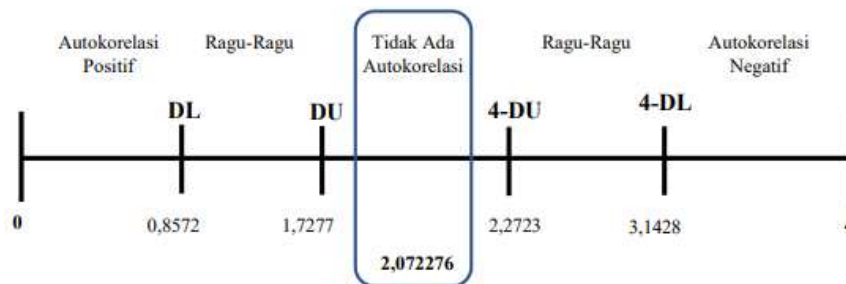 Autokorelasi Positif
Ragu-Ragu
Tidak Ada Autokorelasi
Ragu-Ragu
Autokorelasi Negatif
DL
DU
4-DU
4-DL
0
0,8572
1,7277
2,2723
3,1428
2,072276